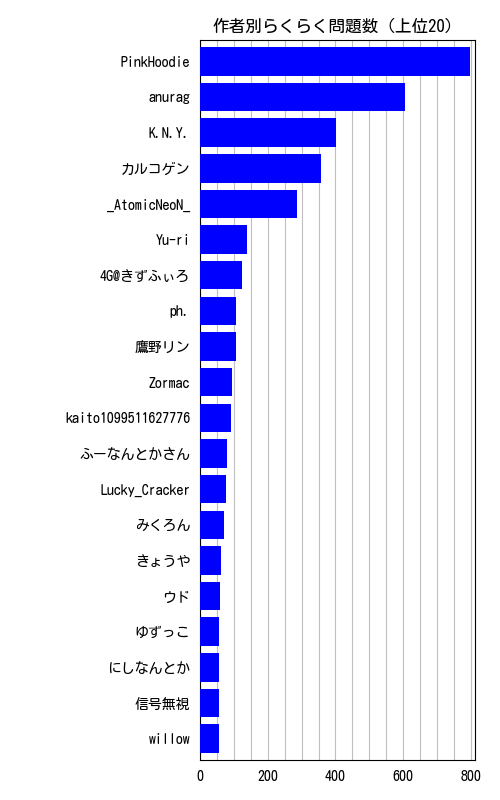 作者別らくらく問題数 (上位20)
PinkHoodie
anurag
K.N.Y.
カルコゲン
_AtomicNeoN_
Yu-ri
4G@きずふぃろ
ph.
鷹野リン
Zormac
kaito1099511627776
ふーなんとかさん
Lucky_Cracker
みくろん
きょうや
ウド
ゆずっこ
にしなんとか
信号無視
willow
0 200 400 600 800